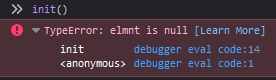 init()
TypeError: elmnt is null [Learn More]
init debugger eval code:14
<anonymous> debugger eval code:1